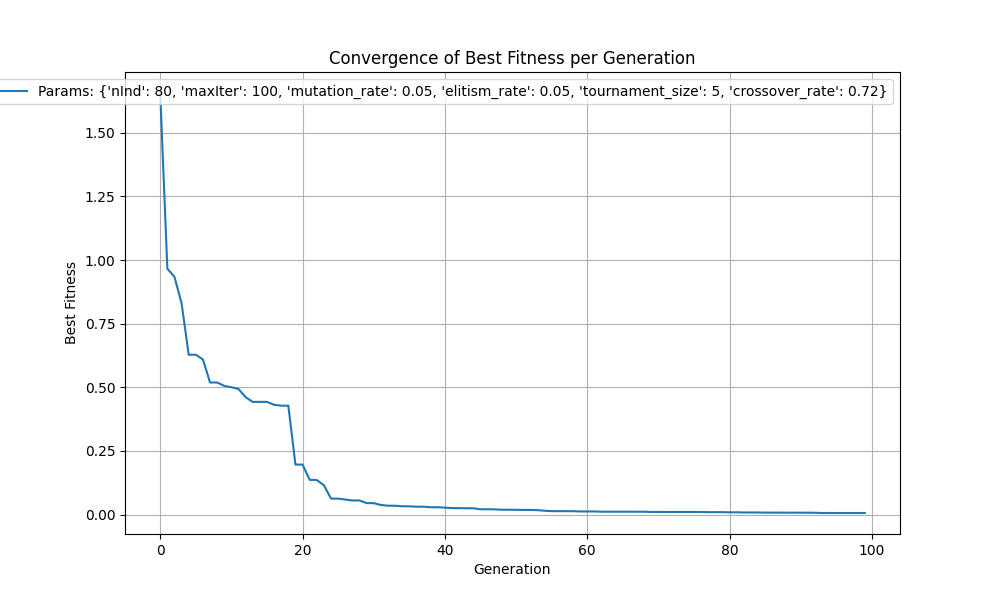 Convergence of Best Fitness per Generation
Params: {'nInd': 80, 'maxIter': 100, 'mutation_rate': 0.05, 'elitism_rate': 0.05, 'tournament_size': 5, 'crossover_rate': 0.72}
1.50
1.25
1.00
0.75
0.50
0.25
0.00
Best Fitness
0 20 40 60 80 100
Generation